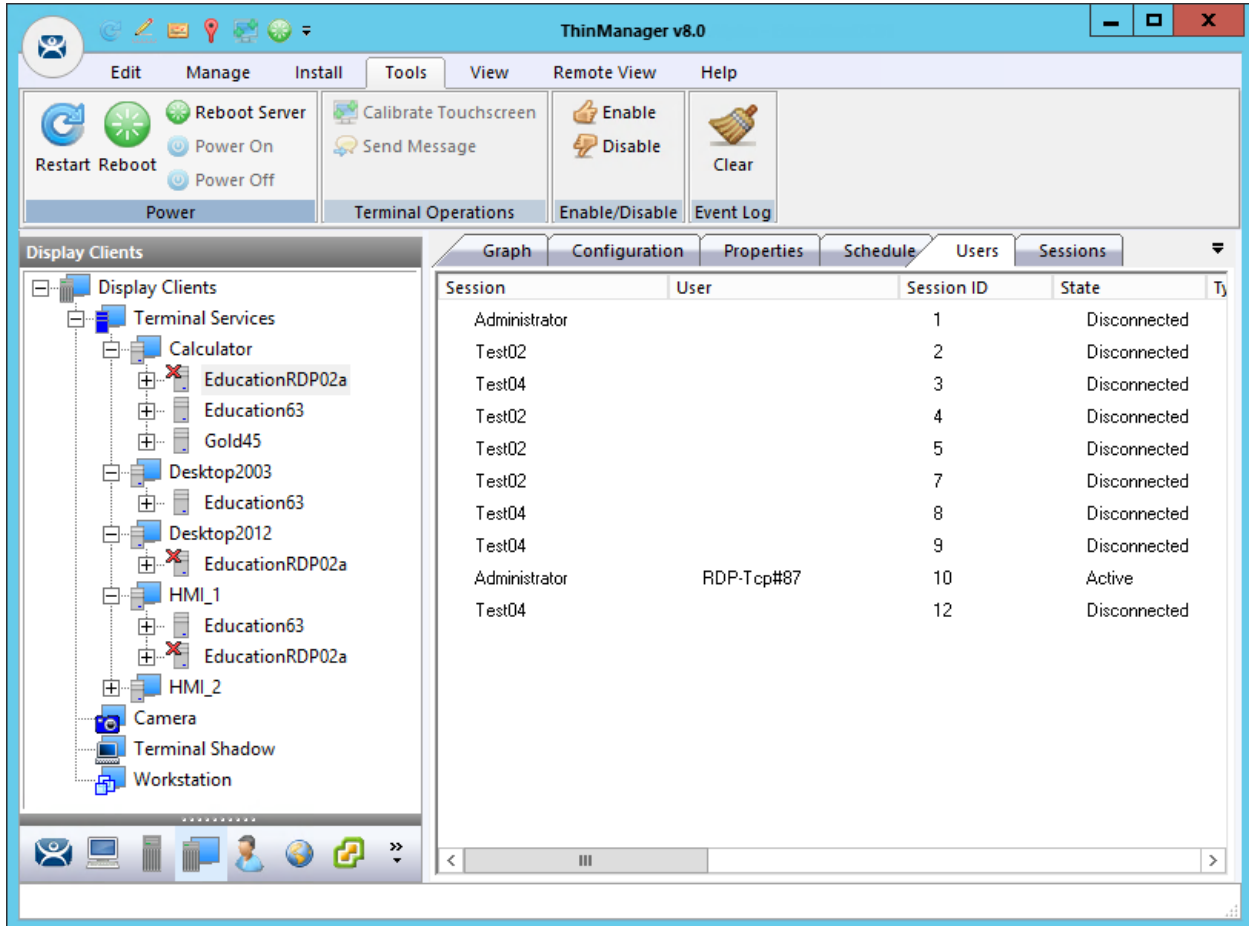 ThinManager v8.0
Edit Manage Install Tools View Remote View Help
Restart Reboot Reboot Server
Power On
Power Off
Calibrate Touchscreen
Send Message
Enable
Disable
Clear
Power Terminal Operations Enable/Disable Event Log
Display Clients
Display Clients
Terminal Services
Calculator
EducationRDP02a
Education63
Gold45
Desktop2003
Education63
Desktop2012
EducationRDP02a
HMI_1
Education63
EducationRDP02a
HMI_2
Camera
Terminal Shadow
Workstation
Graph Configuration Properties Schedule Users Sessions
Session User Session ID State Ty
Administrator 1 Disconnected
Test02 2 Disconnected
Test04 3 Disconnected
Test02 4 Disconnected
Test02 5 Disconnected
Test02 7 Disconnected
Test04 8 Disconnected
Test04 9 Disconnected
Administrator RDP-Tcp#87 10 Active
Test04 12 Disconnected